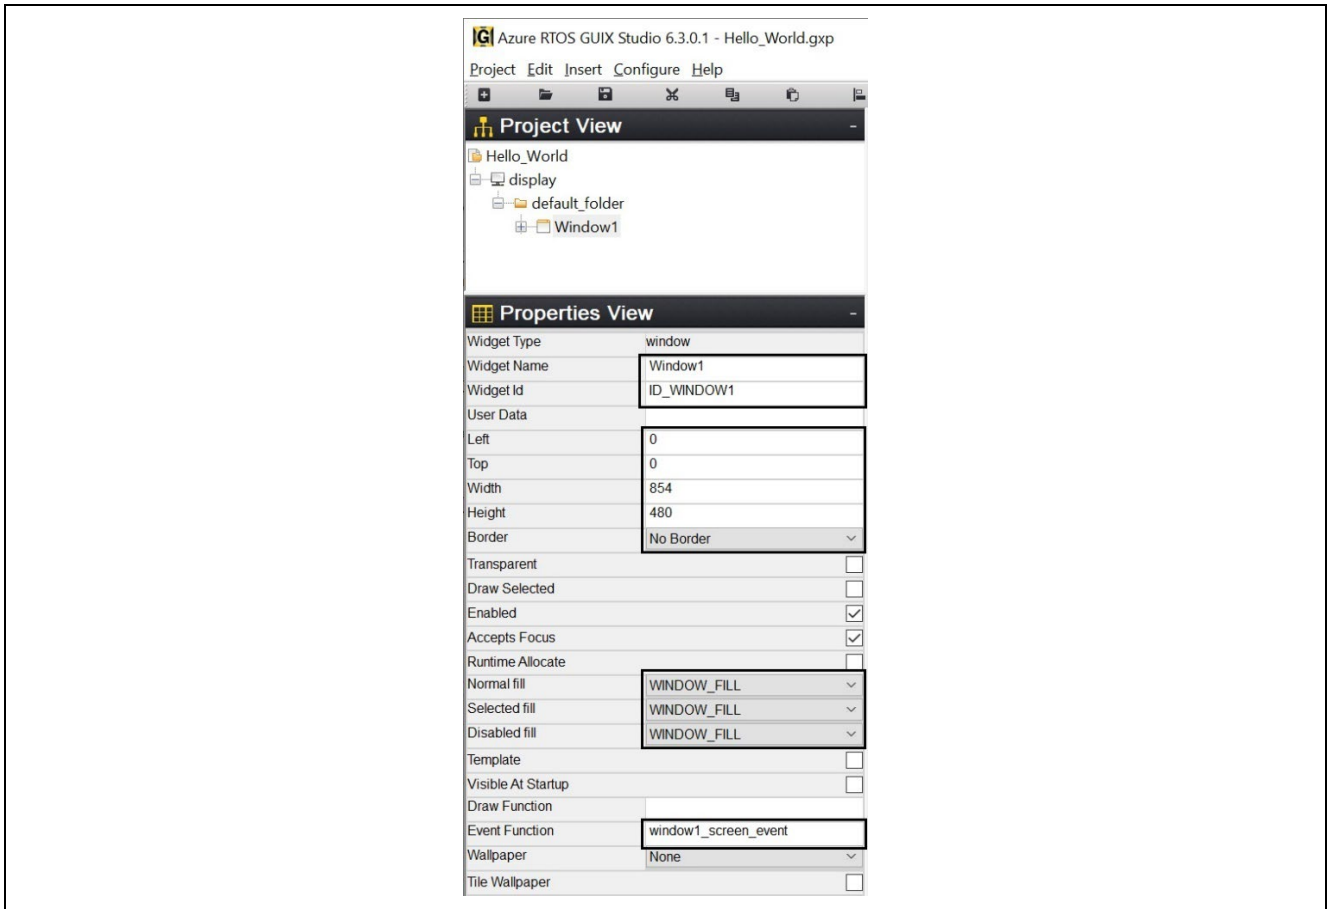 Azure RTOS GUIX Studio 6.3.0.1 - Hello_World.gxp
Project Edit Insert Configure Help
Project View -
Hello_World
display
default_folder
Window1
Properties View -
Widget Type window
Widget Name Window1
Widget Id ID_WINDOW1
User Data
Left 0
Top 0
Width 854
Height 480
Border No Border
Transparent
Draw Selected
Enabled
Accepts Focus
Runtime Allocate
Normal fill WINDOW_FILL
Selected fill WINDOW_FILL
Disabled fill WINDOW_FILL
Template
Visible At Startup
Draw Function
Event Function window1_screen_event
Wallpaper None
Tile Wallpaper